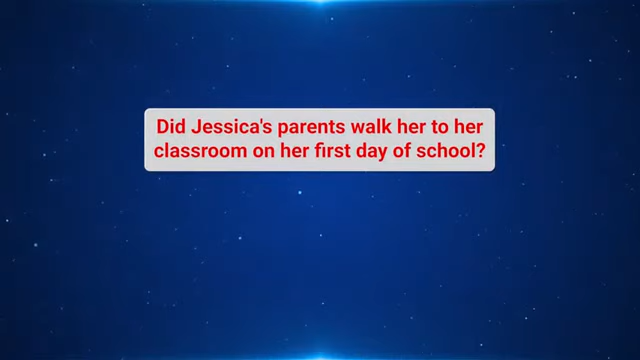 Did Jessica's parents walk her to her
classroom on her first day of school?